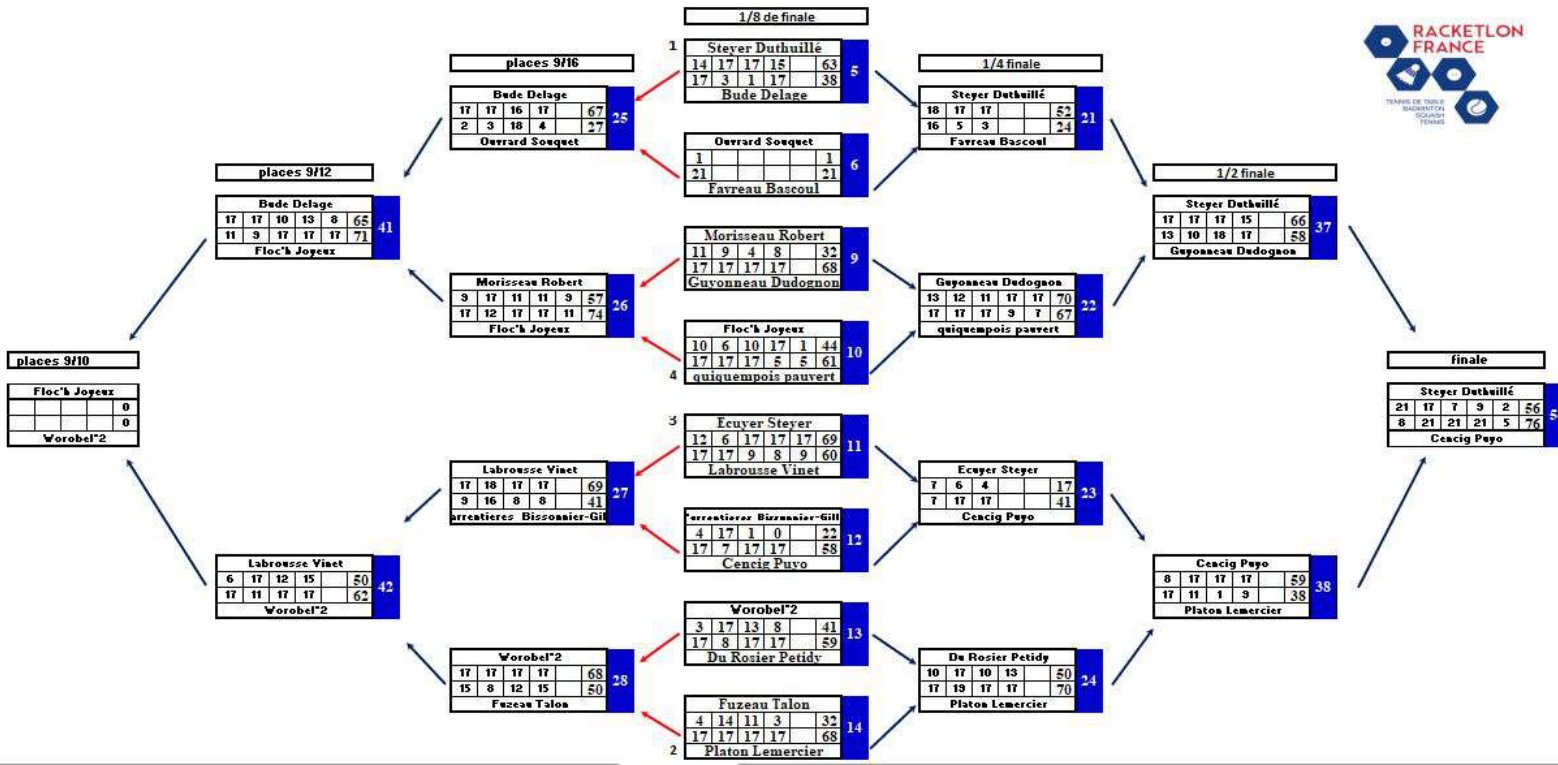 1/8 de finale
RACKETLON
FRANCE
TENNIS DE TABLE
BADMINTON
SQUASH
TENNIS
places 9/16
1 Steyer Duthuillé
14 17 17 15 63
17 3 1 17 38
5
Bude Delage
1/4 finale
Bude Delage
17 17 16 17 67
2 3 18 4 27
25
Ouvrard Souquet
Steyer Duthuillé
18 17 17 52
16 5 3 24
21
Favreau Bascoul
Ouvrard Souquet
1 1
21 21
6
Favreau Bascoul
places 9/12
1/2 finale
Bude Delage
17 17 10 13 8 65
11 9 17 17 17 71
41
Floc'h Joyeux
Steyer Duthuillé
17 17 17 15 66
13 10 18 17 58
37
Guyonneau Dudognon
Morisseau Robert
11 9 4 8 32
17 17 17 17 68
9
Guyonneau Dudognon
Morisseau Robert
9 17 11 11 9 57
17 12 17 17 11 74
26
Floc'h Joyeux
Guyonneau Dudognon
13 12 11 17 17 70
17 17 17 9 7 67
22
quiquempois pauvert
Floc'h Joyeux
10 6 10 17 1 44
17 17 17 5 5 61
10
4 quiquempois pauvert
places 9/10
Floc'h Joyeux
0
0
Worobel*2
finale
Steyer Duthuillé
21 17 7 9 2 56
8 21 21 21 5 76
Cencig Puyo
3 Ecuyer Steyer
12 6 17 17 17 69
17 17 9 8 9 60
11
Labrousse Vinet
Labrousse Vinet
17 18 17 17 69
9 16 8 8 41
27
arrentieres Bissonnier-Gil
Ecuyer Steyer
7 6 4 17
7 17 17 41
23
Cencig Puyo
arrentieres Bissonnier-Gill
4 17 1 0 22
17 7 17 17 58
12
Cencig Puyo
Labrousse Vinet
6 17 12 15 50
17 11 17 17 62
42
Worobel*2
Cencig Puyo
8 17 17 17 59
17 11 1 9 38
38
Platon Lemercier
Worobel*2
3 17 13 8 41
17 8 17 17 59
13
Du Rosier Petidy
Worobel*2
17 17 17 17 68
15 8 12 15 50
28
Fuzeau Talon
Du Rosier Petidy
10 17 10 13 50
17 19 17 17 70
24
Platon Lemercier
Fuzeau Talon
4 14 11 3 32
17 17 17 17 68
14
2 Platon Lemercier